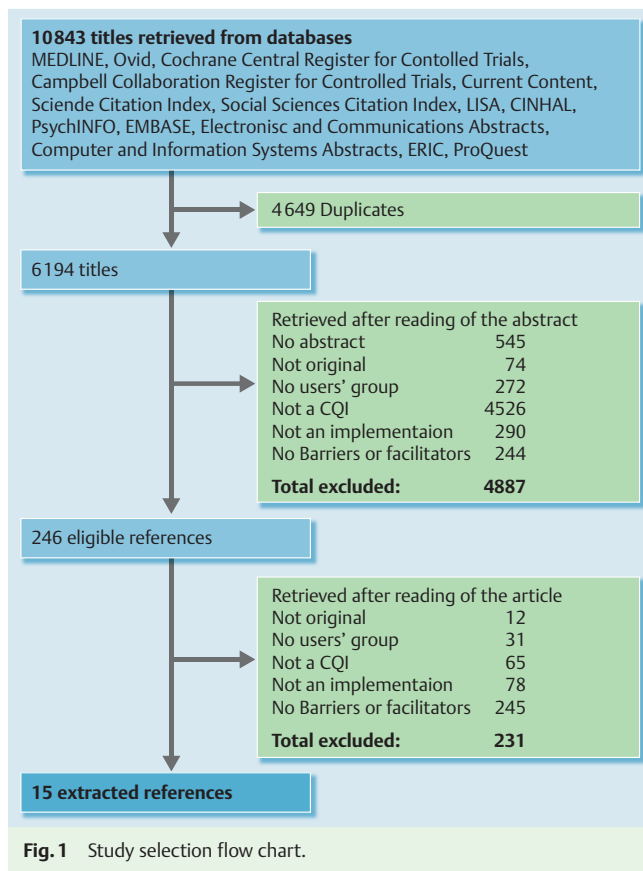 10843 titles retrieved from databases
MEDLINE, Ovid, Cochrane Central Register for Contolled Trials,
Campbell Collaboration Register for Controlled Trials, Current Content,
Sciende Citation Index, Social Sciences Citation Index, LISA, CINHAL,
PsychINFO, EMBASE, Electronisc and Communications Abstracts,
Computer and Information Systems Abstracts, ERIC, ProQuest
4649 Duplicates
6194 titles
Retrieved after reading of the abstract
No abstract 545
Not original 74
No users' group 272
Not a CQI 4526
Not an implementaion 290
No Barriers or facilitators 244
Total excluded: 4887
246 eligible references
Retrieved after reading of the article
Not original 12
No users' group 31
Not a CQI 65
Not an implementaion 78
No Barriers or facilitators 245
Total excluded: 231
15 extracted references
Fig. 1 Study selection flow chart.